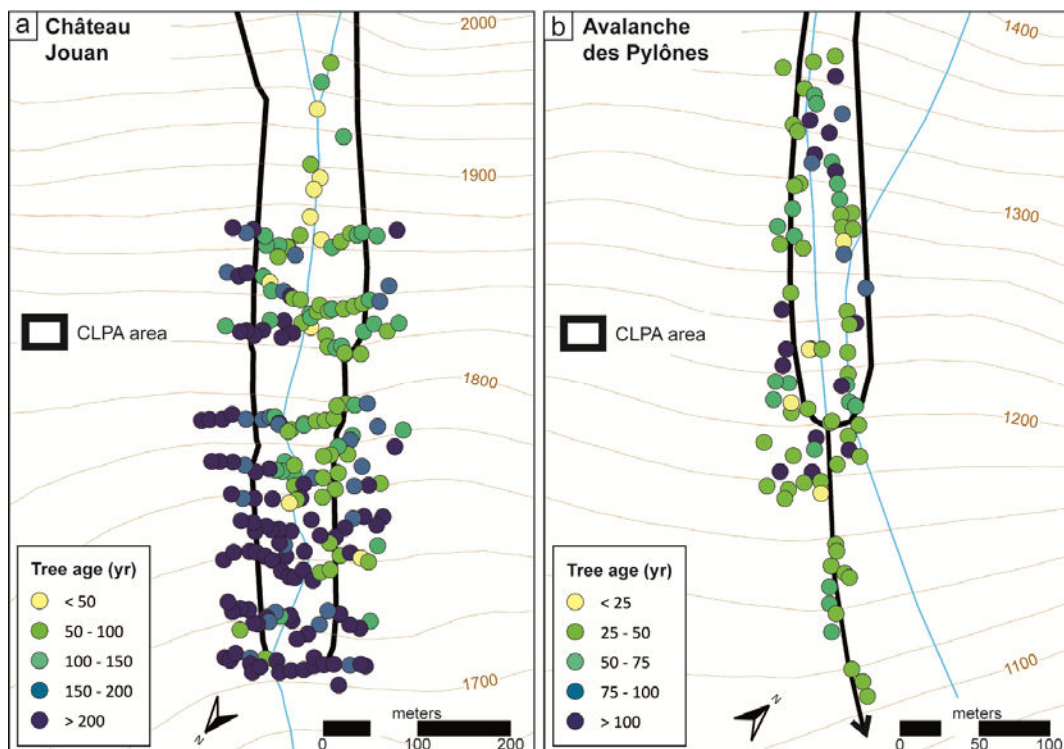 a Château
Jouan
2000
1900
1800
1700
CLPA area
Tree age (yr)
< 50
50 - 100
100 - 150
150 - 200
> 200
N
meters
0 100 200
b Avalanche
des Pylônes
1400
1300
1200
1100
CLPA area
Tree age (yr)
< 25
25 - 50
50 - 75
75 - 100
> 100
N
meters
0 50 100